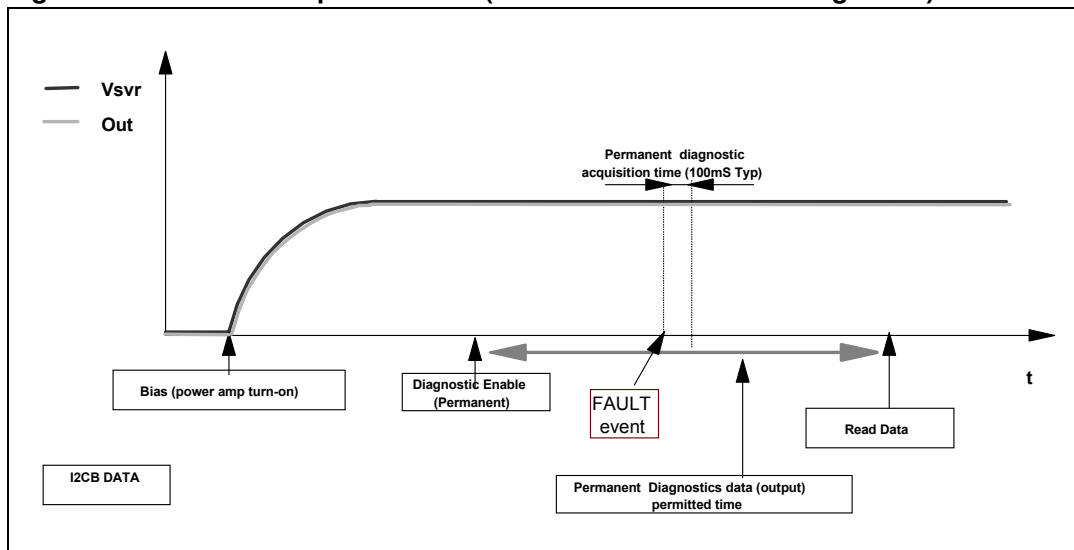 Vsvr
Out
Permanent diagnostic
acquisition time (100mS Typ)
t
Bias (power amp turn-on)
Diagnostic Enable
(Permanent)
FAULT
event
Read Data
I2CB DATA
Permanent Diagnostics data (output)
permitted time